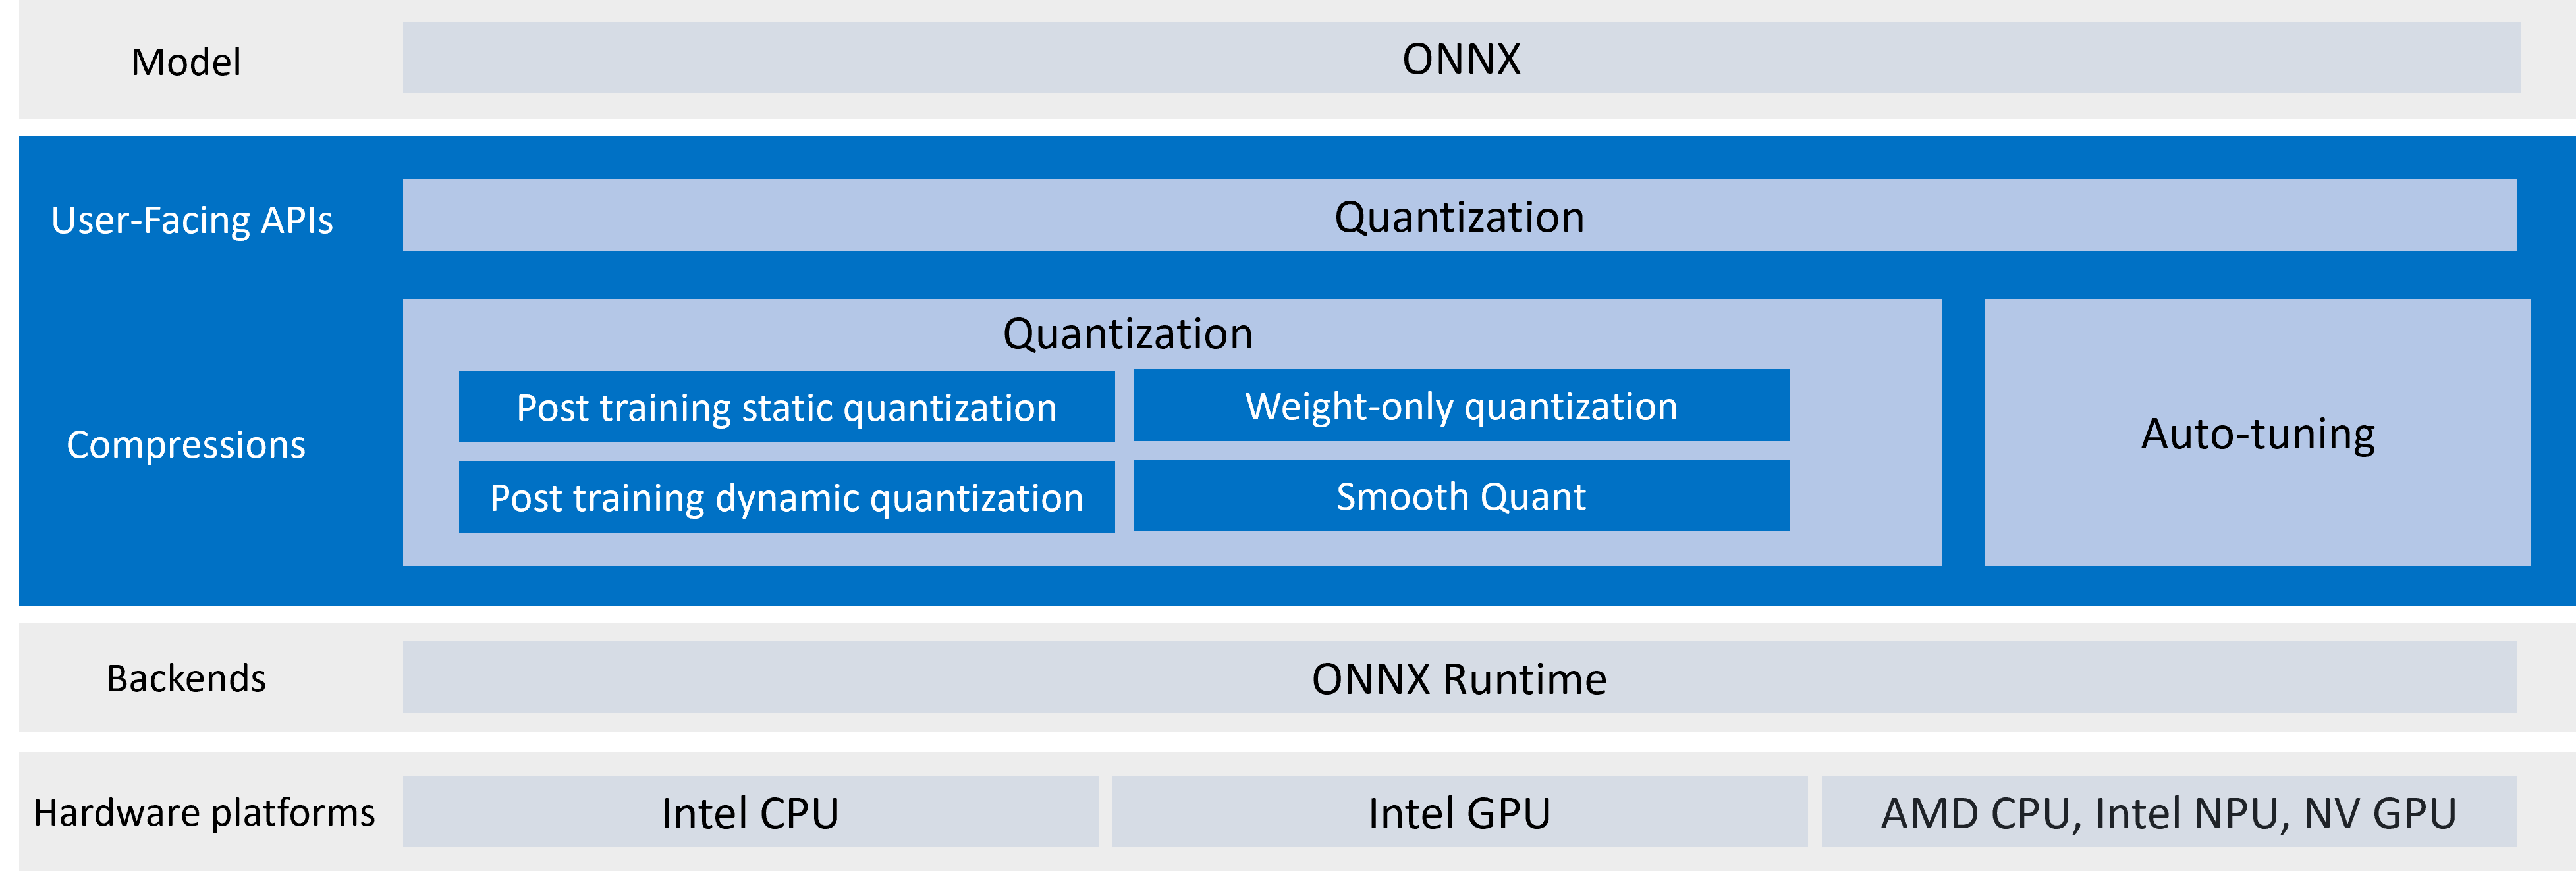 Model
ONNX
User-Facing APIs
Quantization
Compressions
Quantization
Post training static quantization
Weight-only quantization
Post training dynamic quantization
Smooth Quant
Auto-tuning
Backends
ONNX Runtime
Hardware platforms
Intel CPU
Intel GPU
AMD CPU, Intel NPU, NV GPU